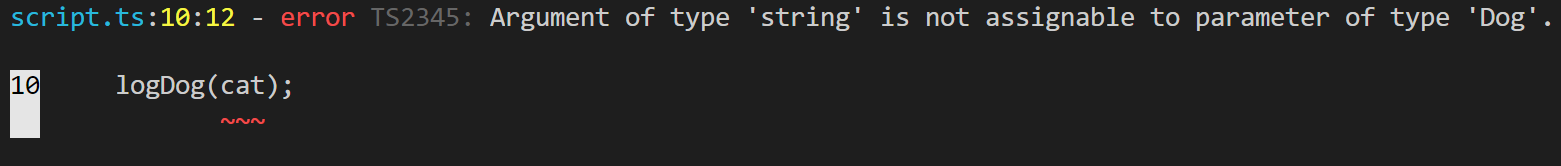 script.ts:10:12 - error TS2345: Argument of type 'string' is not assignable to parameter of type 'Dog'.
10     logDog(cat);
~~~